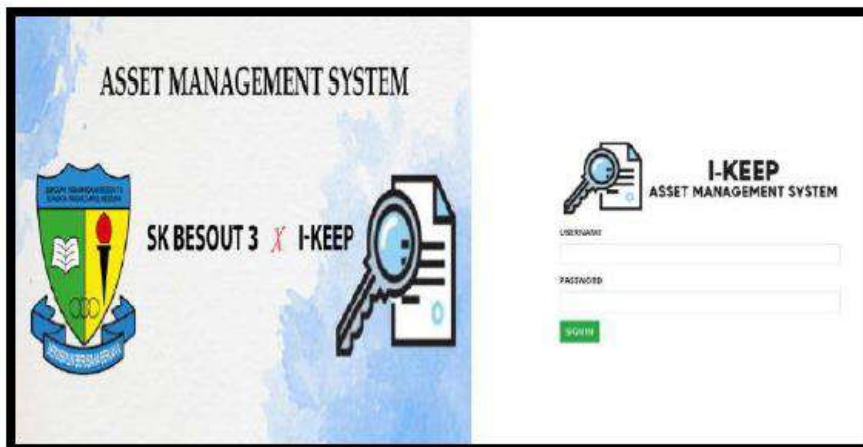 ASSET MANAGEMENT SYSTEM
SK BESOUT 3 X I-KEEP
I-KEEP
ASSET MANAGEMENT SYSTEM
USERNAME
PASSWORD
SIGN IN